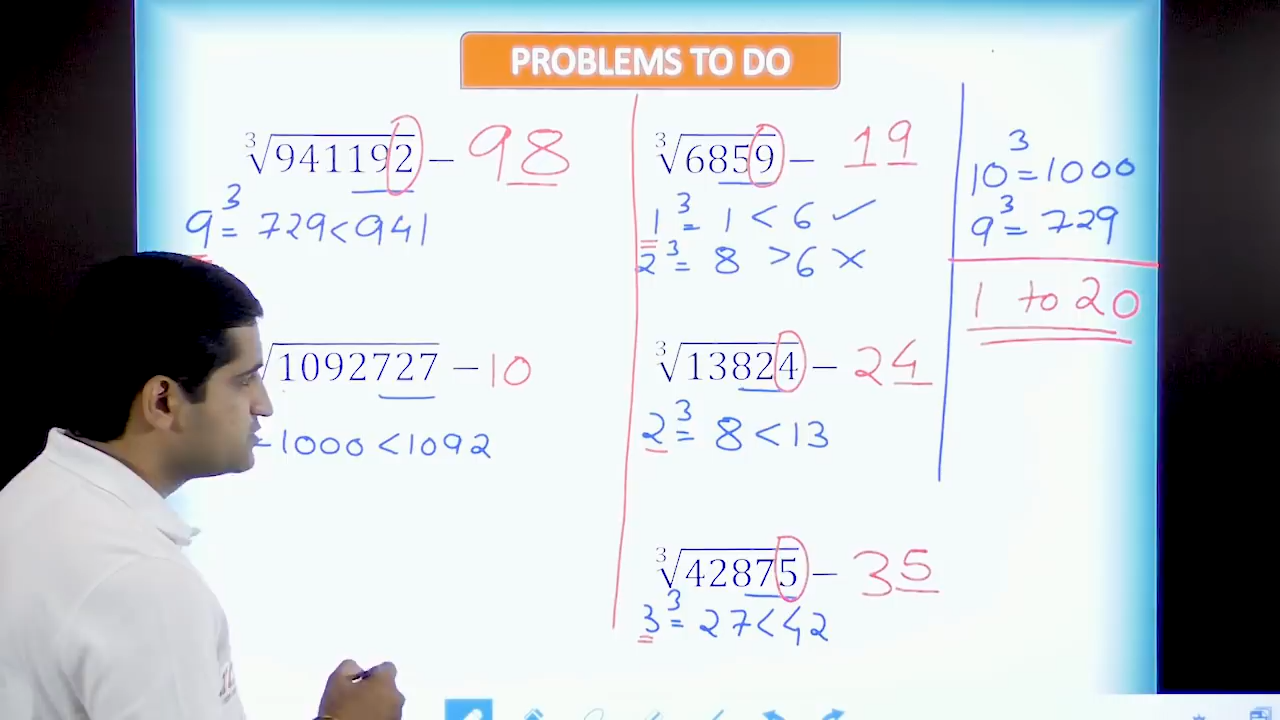 PROBLEMS TO DO
∛941192 – 98
9³ = 729 < 941
∛1092727 – 10
– 1000 < 1092
∛6859 – 19
1³ = 1 < 6 ✓
2³ = 8 > 6 ×
∛13824 – 24
2³ = 8 < 13
∛42875 – 35
3³ = 27 < 42
10³ = 1000
9³ = 729
1 to 20